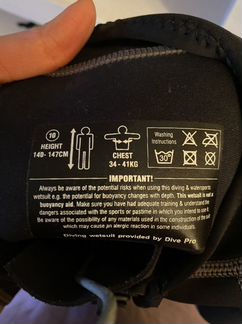 16
HEIGHT
140- 147CM
CHEST
34 - 41KG
Washing
Instructions
30°
IMPORTANT!
Always be aware of the potential risks when using this diving & watersports
wetsuit e.g. the potential for buoyancy changes with depth. This wetsuit is not a
buoyancy aid. Make sure you have had adequate training & understand the
dangers associated with the sports or pastime in which you intend to use it.
Be aware of the possibility of any materials used in the construction of the suit
which may cause an allergic reaction in some individuals.
Diving wetsuit provided by Dive Pro